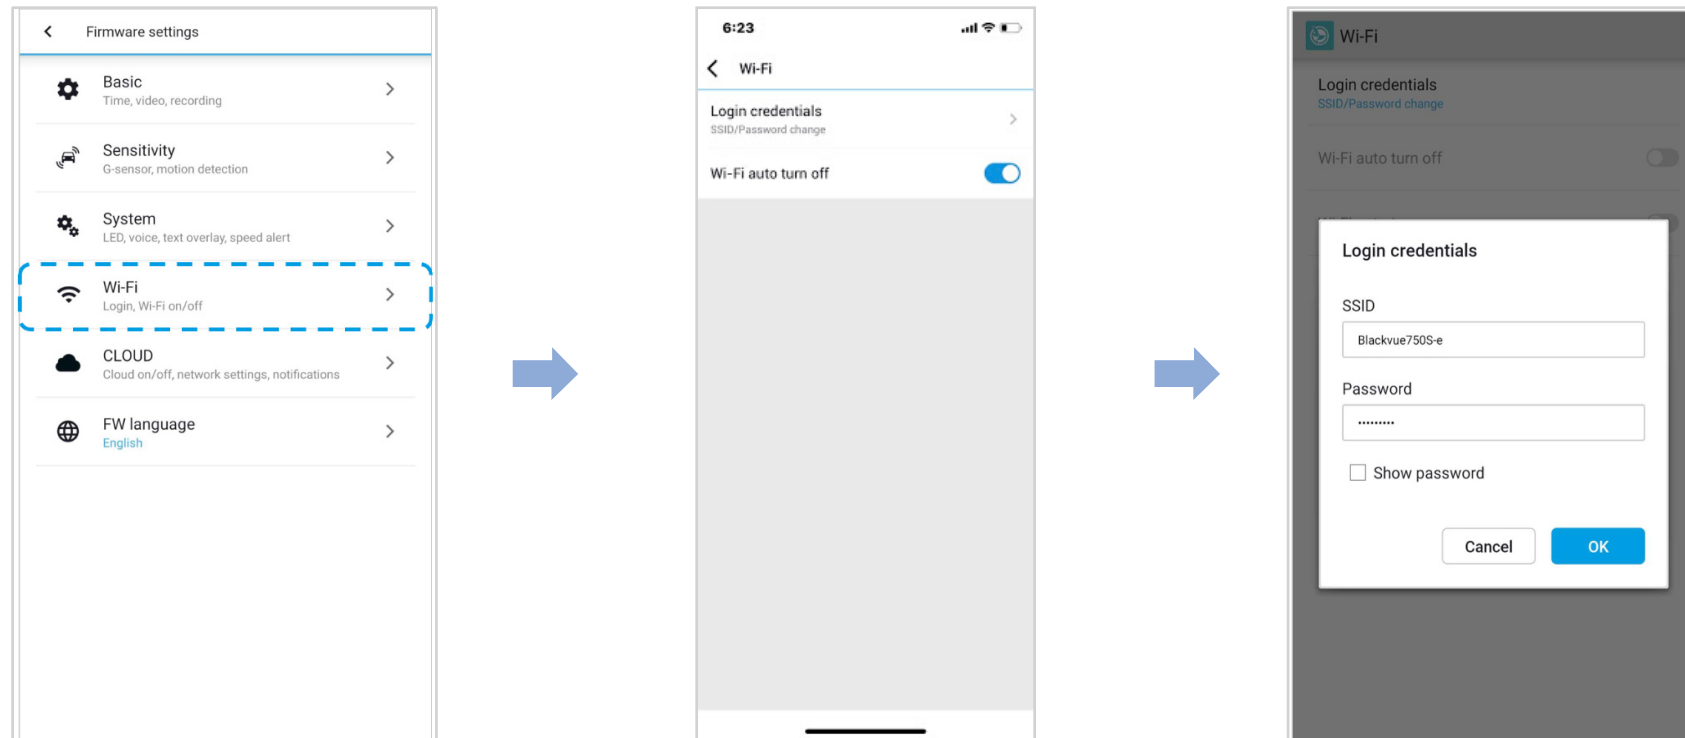 Firmware settings
Basic
Time, video, recording
Sensitivity
G-sensor, motion detection
System
LED, voice, text overlay, speed alert
Wi-Fi
Login, Wi-Fi on/off
CLOUD
Cloud on/off, network settings, notifications
FW language
English
6:23
Wi-Fi
Login credentials
SSID/Password change
Wi-Fi auto turn off
Wi-Fi
Login credentials
SSID/Password change
Wi-Fi auto turn off
Login credentials
SSID
Blackvue750S-e
Password
•••••••••
Show password
Cancel
OK